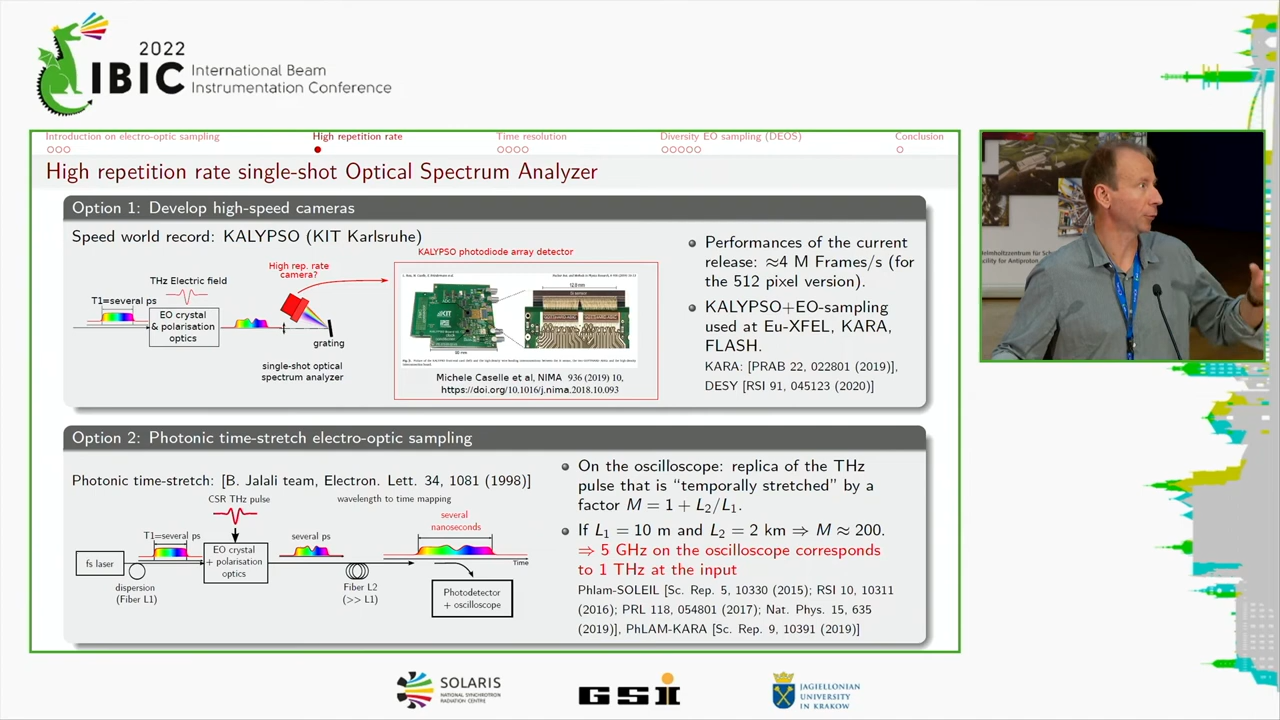 2022
IBIC International Beam
Instrumentation Conference
Introduction on electro-optic sampling
High repetition rate
Time resolution
Diversity EO sampling (DEOS)
Conclusion
High repetition rate single-shot Optical Spectrum Analyzer
Option 1: Develop high-speed cameras
Speed world record: KALYPSO (KIT Karlsruhe)
KALYPSO photodiode array detector
High rep. rate
camera?
THz Electric field
T1=several ps
EO crystal
& polarisation
optics
grating
single-shot optical
spectrum analyzer
Michele Caselle et al, NIMA 936 (2019) 10,
https://doi.org/10.1016/j.nima.2018.10.093
Performances of the current
release: ≈4 M Frames/s (for
the 512 pixel version).
KALYPSO+EO-sampling
used at Eu-XFEL, KARA,
FLASH.
KARA: [PRAB 22, 022801 (2019)],
DESY [RSI 91, 045123 (2020)]
Option 2: Photonic time-stretch electro-optic sampling
Photonic time-stretch: [B. Jalali team, Electron. Lett. 34, 1081 (1998)]
CSR THz pulse
wavelength to time mapping
several
nanoseconds
T1=several ps
several ps
fs laser
EO crystal
+ polarisation
optics
Time
dispersion
(Fiber L1)
Fiber L2
(>> L1)
Photodetector
+ oscilloscope
On the oscilloscope: replica of the THz
pulse that is “temporally stretched” by a
factor M = 1 + L2/L1.
If L1 = 10 m and L2 = 2 km ⇒ M ≈ 200.
⇒ 5 GHz on the oscilloscope corresponds
to 1 THz at the input
Phlam-SOLEIL [Sc. Rep. 5, 10330 (2015); RSI 10, 10311
(2016); PRL 118, 054801 (2017); Nat. Phys. 15, 635
(2019)], PhLAM-KARA [Sc. Rep. 9, 10391 (2019)]
SOLARIS
NATIONAL SYNCHROTRON
RADIATION CENTRE
GSI
JAGIELLONIAN
UNIVERSITY
IN KRAKOW